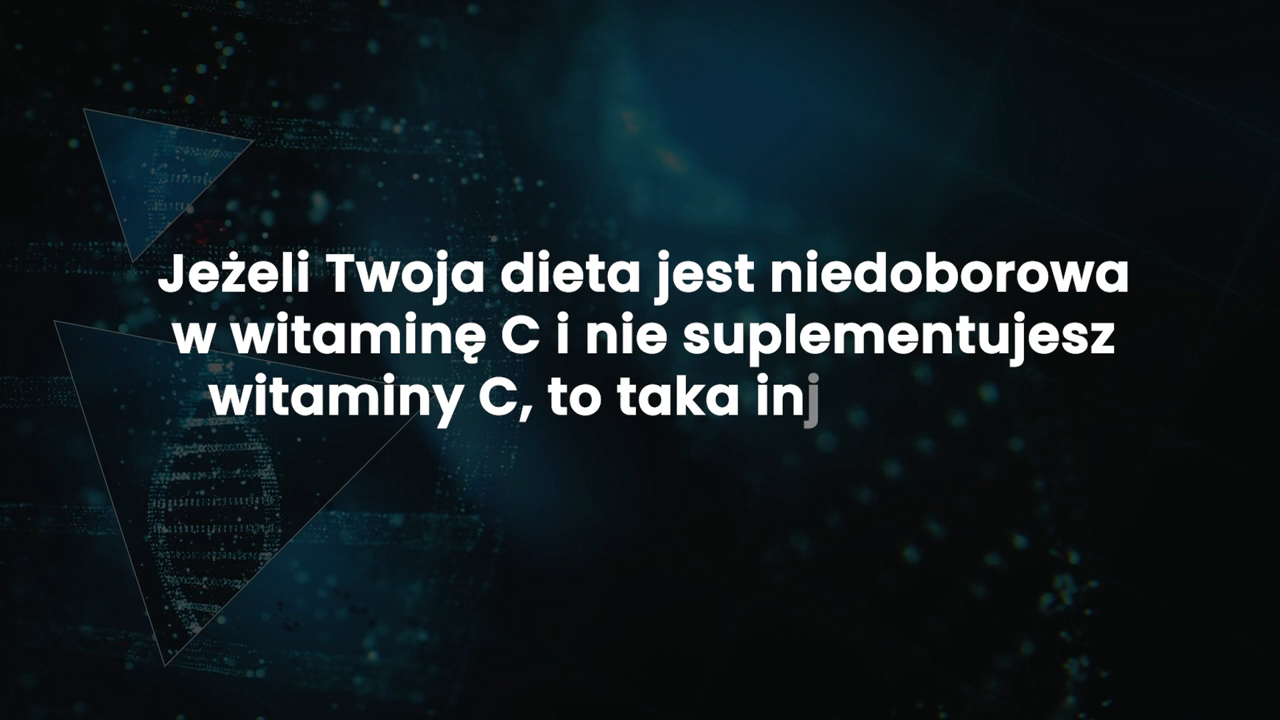 Jeżeli Twoja dieta jest niedoborowa
w witaminę C i nie suplementujesz
witaminy C, to taka inj